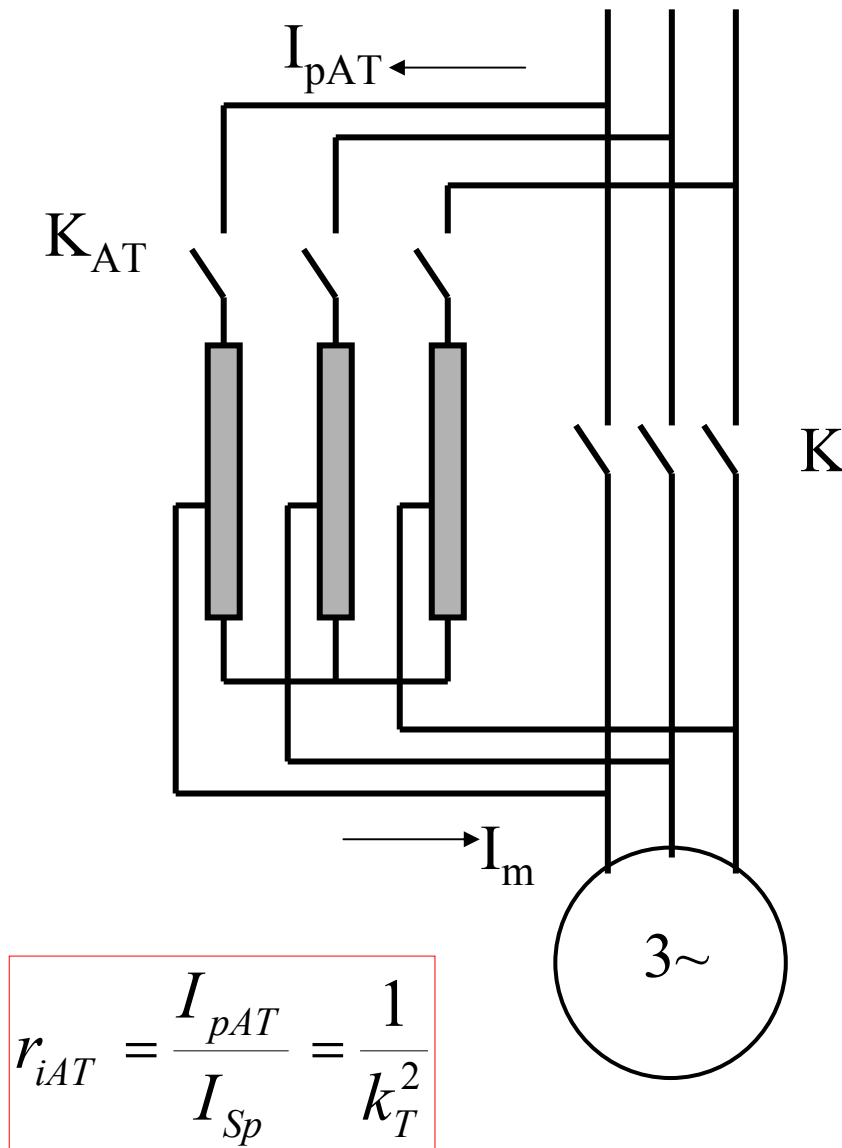 I_pAT
K_AT
K
I_m
3~
r_iAT = I_pAT / I_Sp = 1 / k_T^2